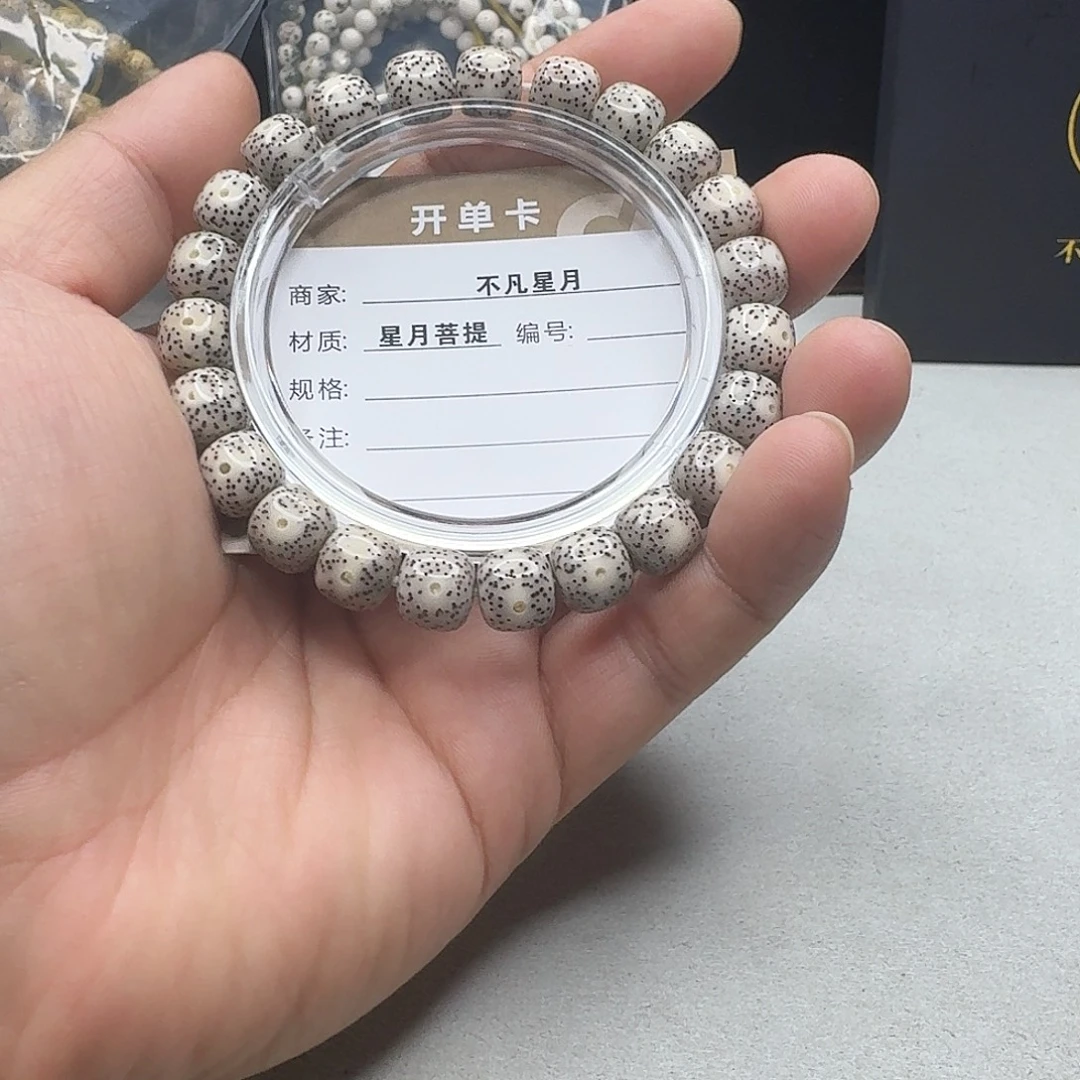 开单卡
商家: 不凡星月
材质: 星月菩提 编号:
规格:
注:
不